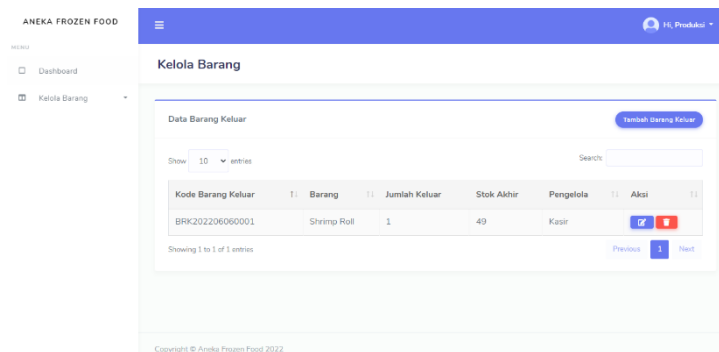 ANEKA FROZEN FOOD
Hi, Produksi
MENU
Dashboard
Kelola Barang
Kelola Barang
Data Barang Keluar
Tambah Barang Keluar
Show 10 entries
Search:
Kode Barang Keluar Barang Jumlah Keluar Stok Akhir Pengelola Aksi
BRK202206060001 Shrimp Roll 1 49 Kasir
Showing 1 to 1 of 1 entries
Previous 1 Next
Copyright © Aneka Frozen Food 2022